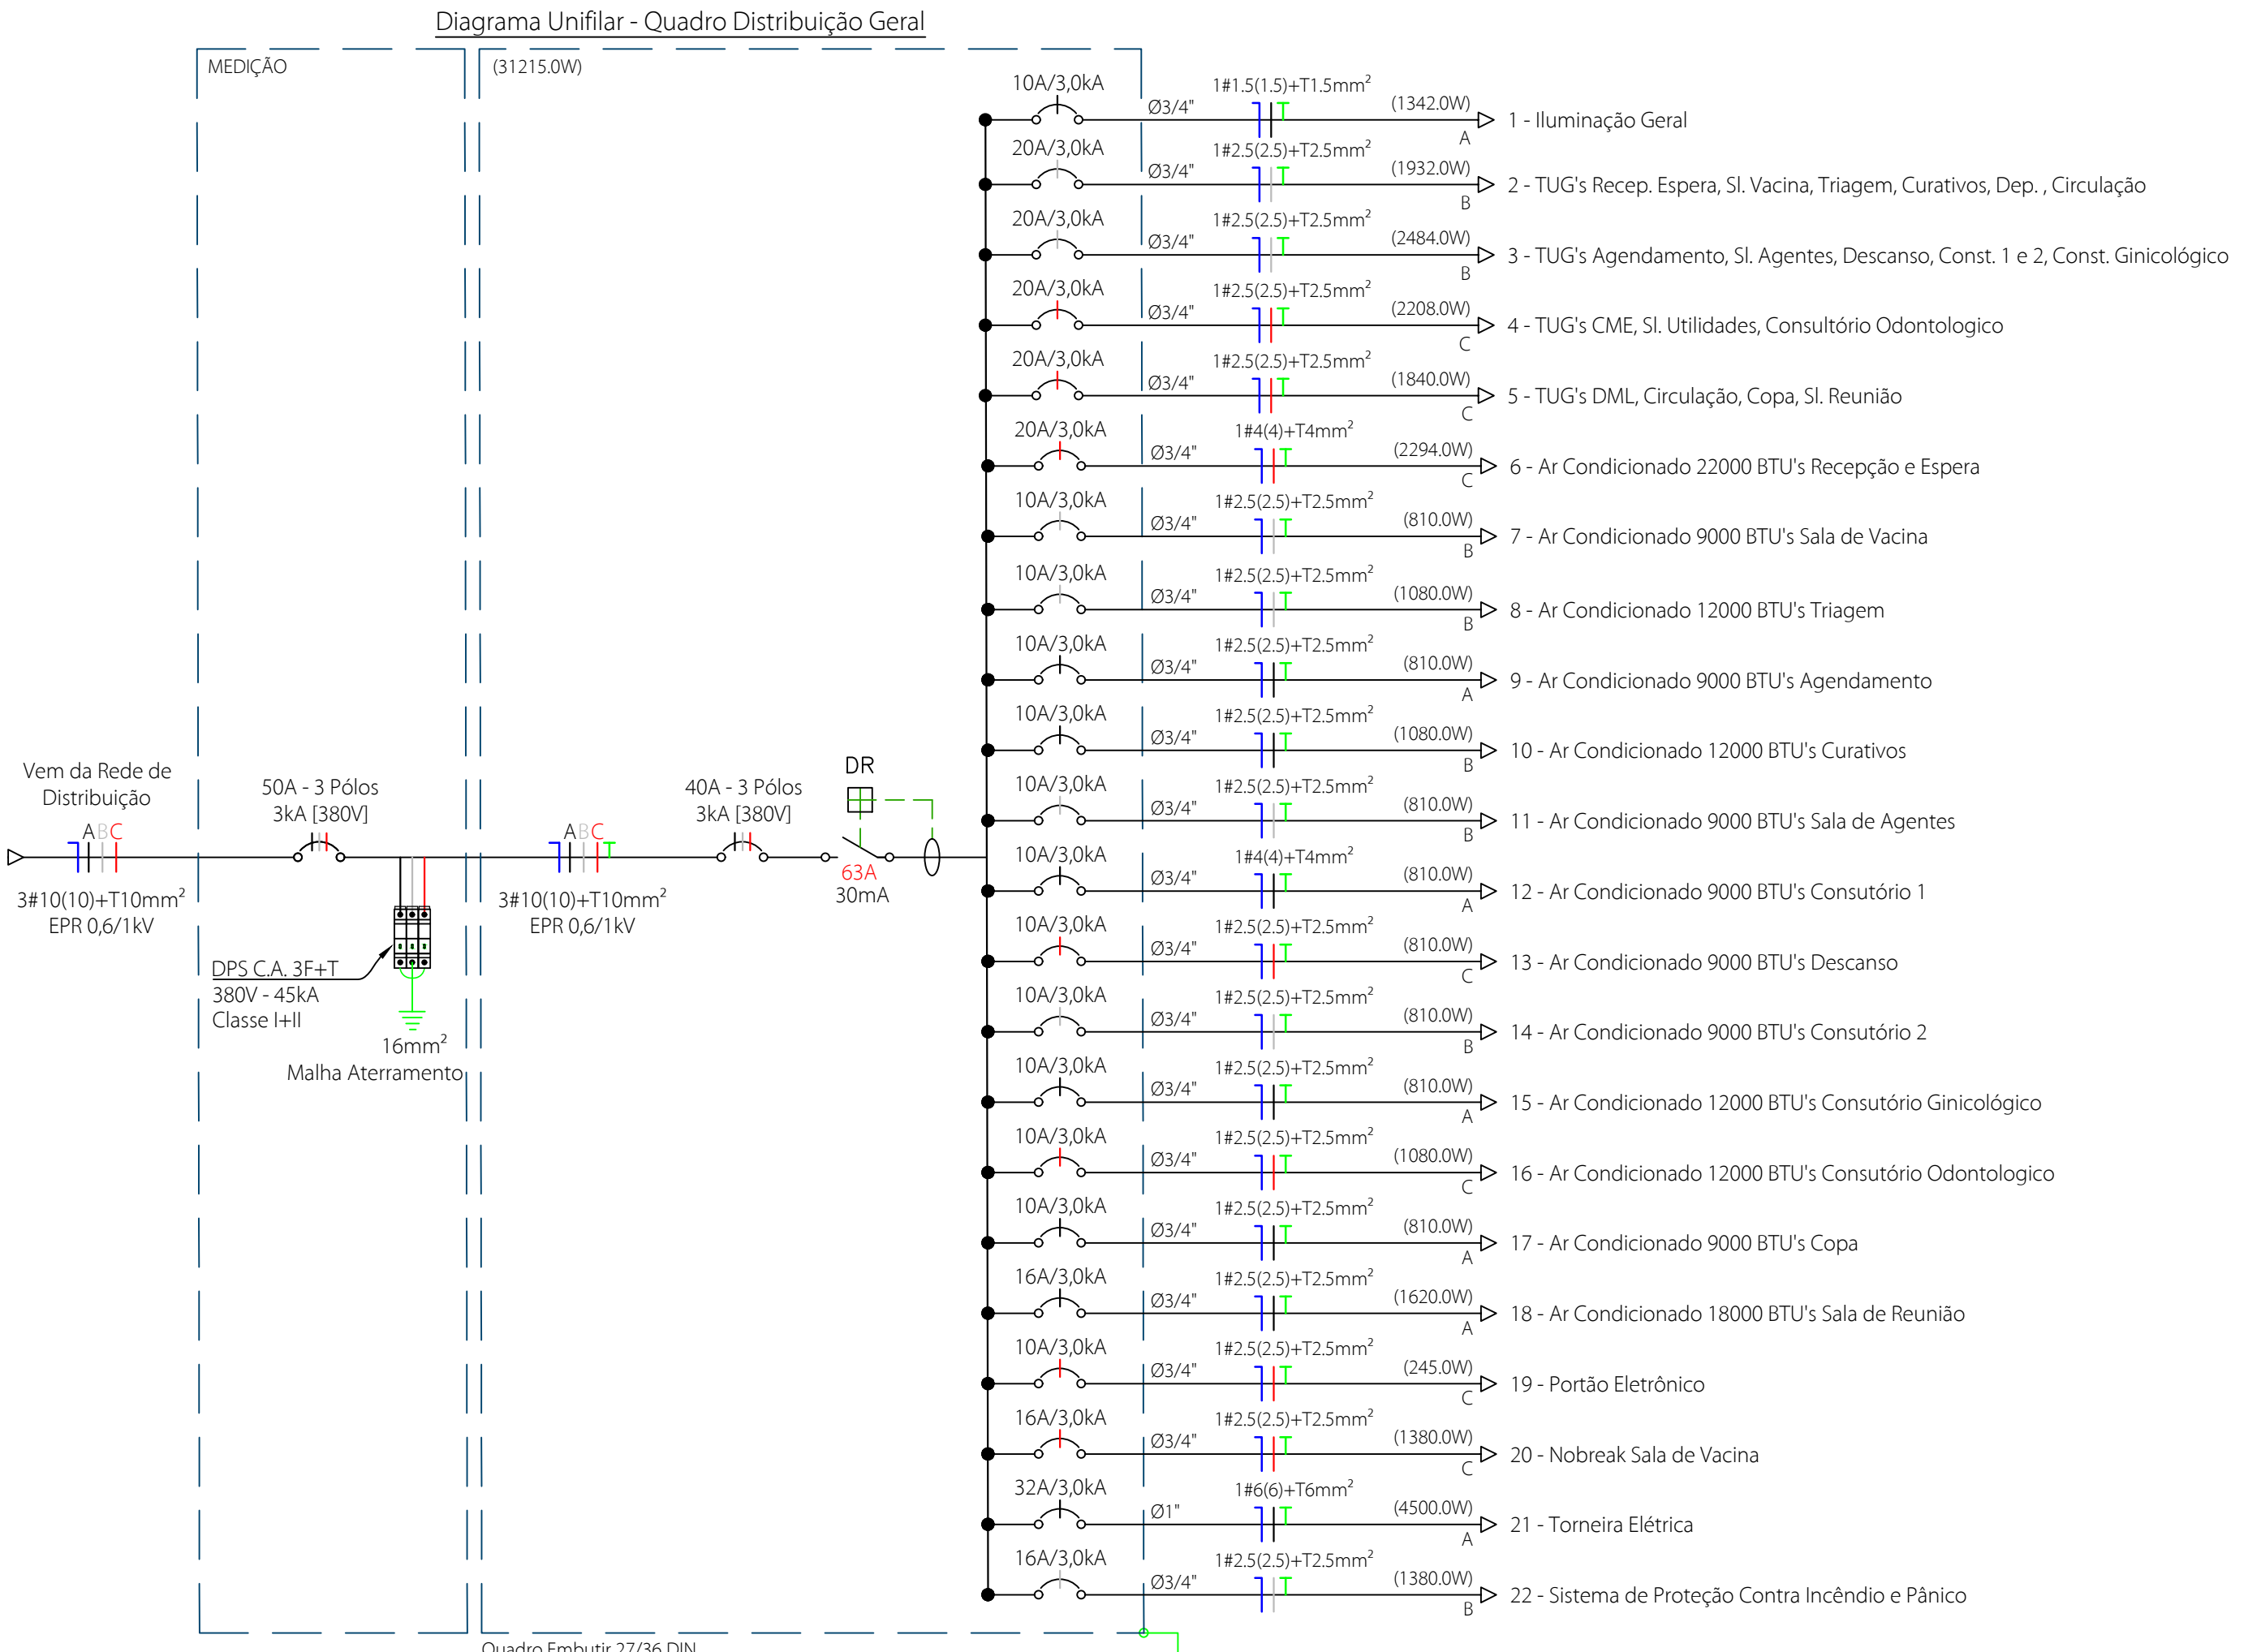 Diagrama Unifilar - Quadro Distribuição Geral
MEDIÇÃO
(31215.0W)
10A/3,0kA Ø3/4" 1#1.5(1.5)+T1.5mm² (1342.0W) A 1 - Iluminação Geral
20A/3,0kA Ø3/4" 1#2.5(2.5)+T2.5mm² (1932.0W) B 2 - TUG's Recep. Espera, Sl. Vacina, Triagem, Curativos, Dep. , Circulação
20A/3,0kA Ø3/4" 1#2.5(2.5)+T2.5mm² (2484.0W) B 3 - TUG's Agendamento, Sl. Agentes, Descanso, Const. 1 e 2, Const. Ginicológico
20A/3,0kA Ø3/4" 1#2.5(2.5)+T2.5mm² (2208.0W) C 4 - TUG's CME, Sl. Utilidades, Consultório Odontologico
20A/3,0kA Ø3/4" 1#2.5(2.5)+T2.5mm² (1840.0W) C 5 - TUG's DML, Circulação, Copa, Sl. Reunião
20A/3,0kA Ø3/4" 1#4(4)+T4mm² (2294.0W) C 6 - Ar Condicionado 22000 BTU's Recepção e Espera
10A/3,0kA Ø3/4" 1#2.5(2.5)+T2.5mm² (810.0W) B 7 - Ar Condicionado 9000 BTU's Sala de Vacina
10A/3,0kA Ø3/4" 1#2.5(2.5)+T2.5mm² (1080.0W) B 8 - Ar Condicionado 12000 BTU's Triagem
10A/3,0kA Ø3/4" 1#2.5(2.5)+T2.5mm² (810.0W) A 9 - Ar Condicionado 9000 BTU's Agendamento
10A/3,0kA Ø3/4" 1#2.5(2.5)+T2.5mm² (1080.0W) B 10 - Ar Condicionado 12000 BTU's Curativos
10A/3,0kA Ø3/4" 1#2.5(2.5)+T2.5mm² (810.0W) B 11 - Ar Condicionado 9000 BTU's Sala de Agentes
10A/3,0kA Ø3/4" 1#4(4)+T4mm² (810.0W) A 12 - Ar Condicionado 9000 BTU's Consutório 1
10A/3,0kA Ø3/4" 1#2.5(2.5)+T2.5mm² (810.0W) C 13 - Ar Condicionado 9000 BTU's Descanso
10A/3,0kA Ø3/4" 1#2.5(2.5)+T2.5mm² (810.0W) B 14 - Ar Condicionado 9000 BTU's Consutório 2
10A/3,0kA Ø3/4" 1#2.5(2.5)+T2.5mm² (810.0W) A 15 - Ar Condicionado 12000 BTU's Consutório Ginicológico
10A/3,0kA Ø3/4" 1#2.5(2.5)+T2.5mm² (1080.0W) C 16 - Ar Condicionado 12000 BTU's Consutório Odontologico
10A/3,0kA Ø3/4" 1#2.5(2.5)+T2.5mm² (810.0W) A 17 - Ar Condicionado 9000 BTU's Copa
16A/3,0kA Ø3/4" 1#2.5(2.5)+T2.5mm² (1620.0W) A 18 - Ar Condicionado 18000 BTU's Sala de Reunião
10A/3,0kA Ø3/4" 1#2.5(2.5)+T2.5mm² (245.0W) C 19 - Portão Eletrônico
16A/3,0kA Ø3/4" 1#2.5(2.5)+T2.5mm² (1380.0W) C 20 - Nobreak Sala de Vacina
32A/3,0kA Ø1" 1#6(6)+T6mm² (4500.0W) A 21 - Torneira Elétrica
16A/3,0kA Ø3/4" 1#2.5(2.5)+T2.5mm² (1380.0W) B 22 - Sistema de Proteção Contra Incêndio e Pânico
Vem da Rede de
Distribuição
ABC
3#10(10)+T10mm²
EPR 0,6/1kV
50A - 3 Pólos
3kA [380V]
DPS C.A. 3F+T
380V - 45kA
Classe I+II
16mm²
Malha Aterramento
A B C T
3#10(10)+T10mm²
EPR 0,6/1kV
40A - 3 Pólos
3kA [380V]
DR
63A
30mA
Quadro Embutir 27/36 DIN